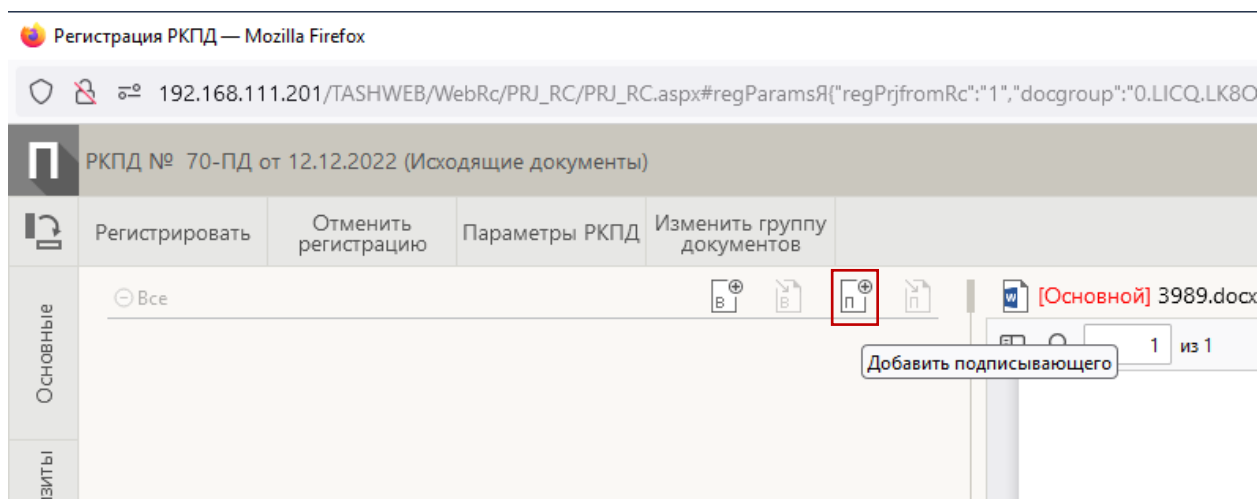 Регистрация РКПД — Mozilla Firefox
192.168.111.201/TASHWEB/WebRc/PRJ_RC/PRJ_RC.aspx#regParamsЯ{"regPrjfromRc":"1","docgroup":"0.LICQ.LK8O
П РКПД № 70-ПД от 12.12.2022 (Исходящие документы)
Регистрировать
Отменить
регистрацию
Параметры РКПД
Изменить группу
документов
Основные
Все
В В П П
W [Основной] 3989.docx
1 из 1
Добавить подписывающего